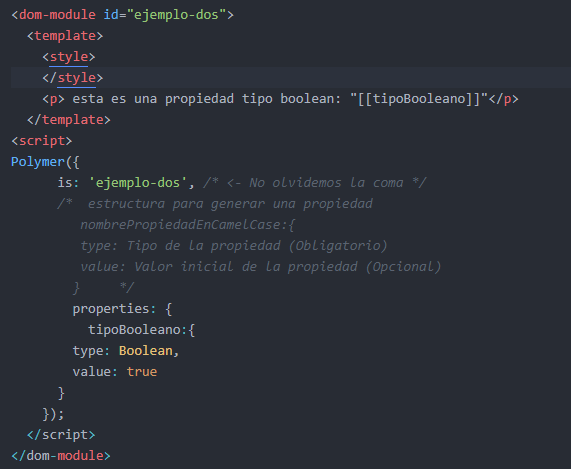 <dom-module id="ejemplo-dos">
  <template>
    <style>
    </style>
    <p> esta es una propiedad tipo boolean: "[[tipoBooleano]]"</p>
  </template>
<script>
Polymer({
      is: 'ejemplo-dos', /* <- No olvidemos la coma */
      /*  estructura para generar una propiedad
         nombrePropiedadEnCamelCase:{
         type: Tipo de la propiedad (Obligatorio)
         value: Valor inicial de la propiedad (Opcional)
        }     */
        properties: {
          tipoBooleano:{
        type: Boolean,
        value: true
      }
    });
  </script>
</dom-module>